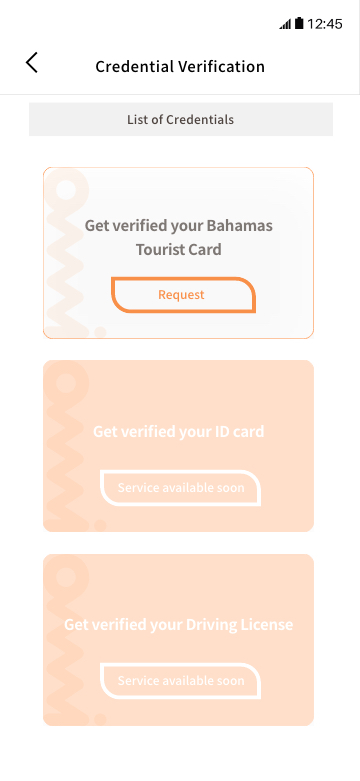 12:45
Credential Verification
List of Credentials
Get verified your Bahamas
Tourist Card
Request
Get verified your ID card
Service available soon
Get verified your Driving License
Service available soon